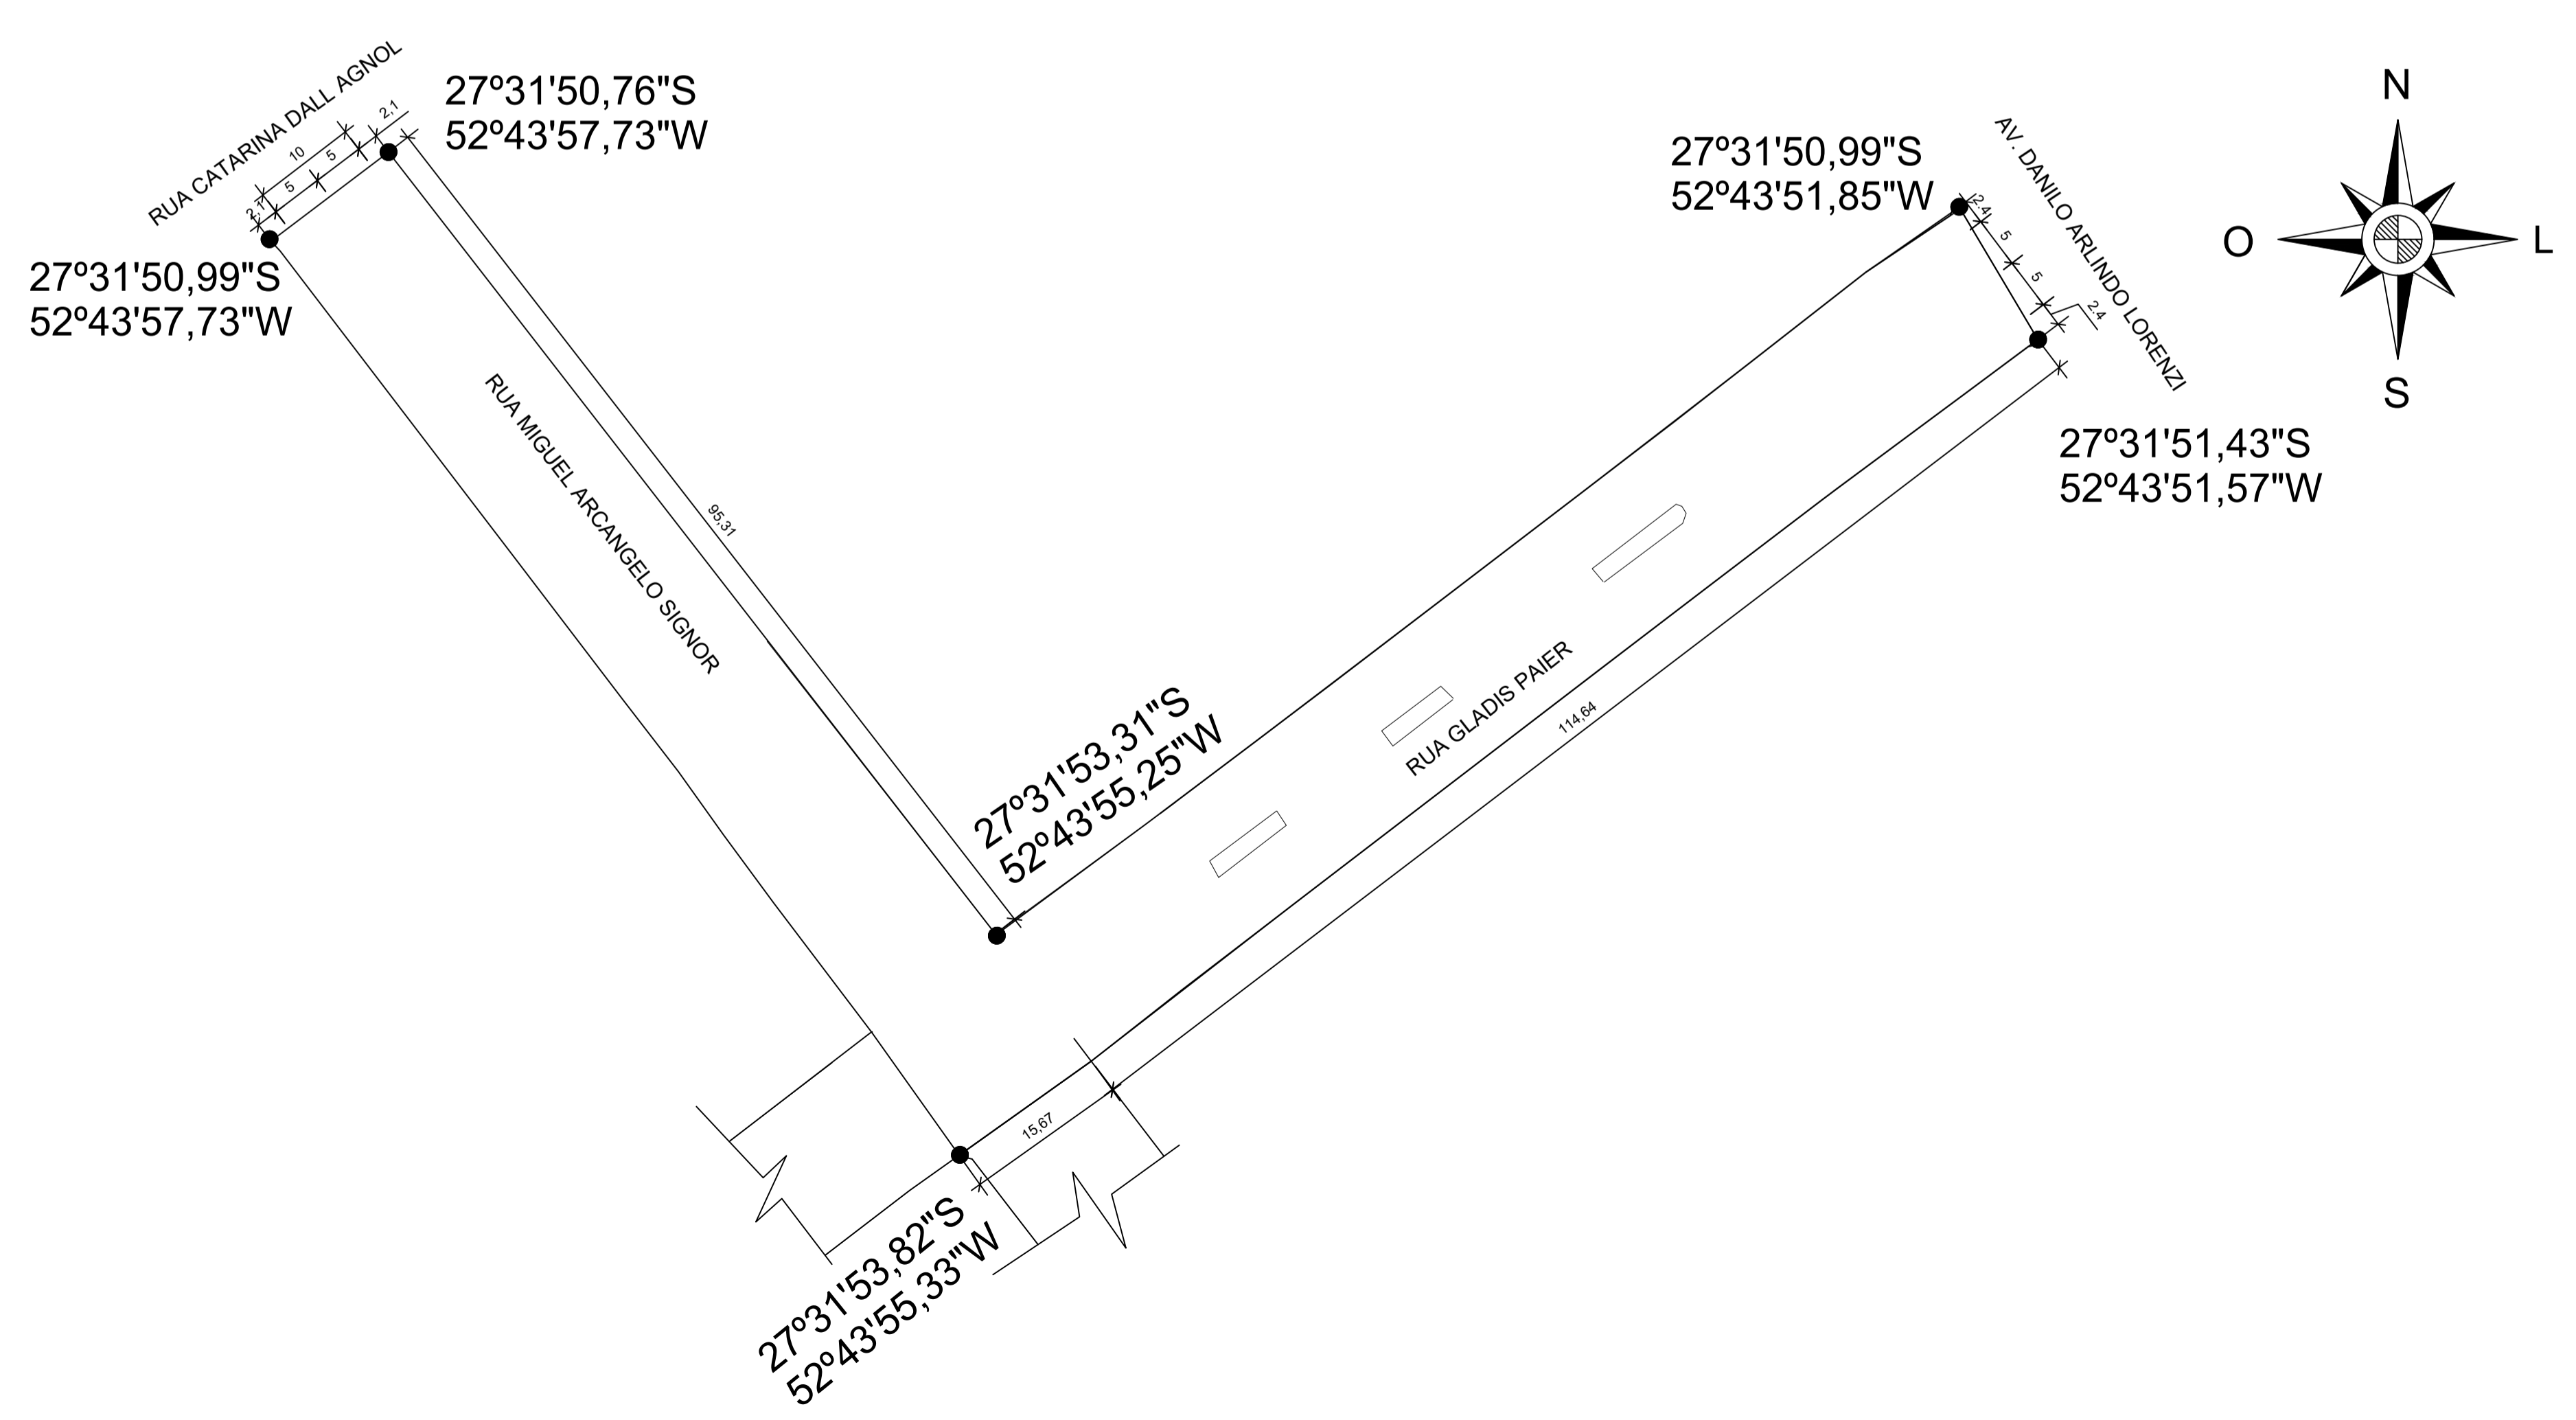 RUA CATARINA DALL AGNOL
27º31'50,76"S
52º43'57,73"W
2,1
10
5
5
2,1
27º31'50,99"S
52º43'57,73"W
RUA MIGUEL ARCANGELO SIGNOR
95,31
27º31'53,31"S
52º43'55,25"W
27º31'50,99"S
52º43'51,85"W
2.4
5
5
2.4
AV. DANILO ARLINDO LORENZI
27º31'51,43"S
52º43'51,57"W
RUA GLADIS PAIER
114,64
15,67
27º31'53,82"S
52º43'55,33"W
N
O
L
S